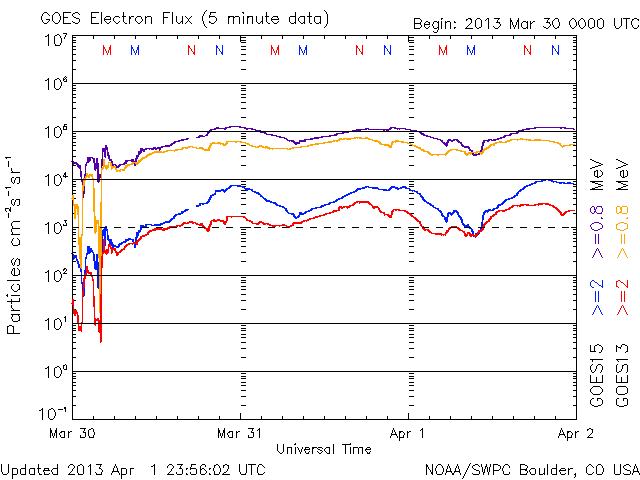 GOES Electron Flux (5 minute data)
Begin: 2013 Mar 30 0000 UTC
10⁷
M M N N M M N N M M N N
10⁶
10⁵
10⁴
10³
10²
10¹
10⁰
10⁻¹
Particles cm⁻²s⁻¹sr⁻¹
Mar 30 Mar 31 Apr 1 Apr 2
Universal Time
GOES15 >=2 >=0.8 MeV
GOES13 >=2 >=0.8 MeV
Updated 2013 Apr 1 23:56:02 UTC
NOAA/SWPC Boulder, CO USA